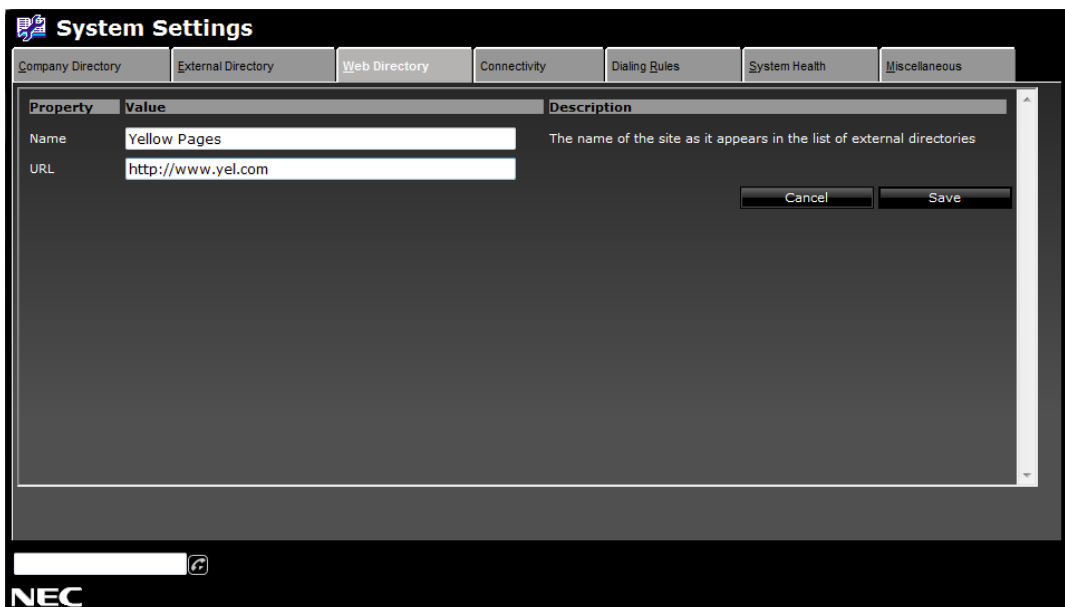 System Settings
Company Directory External Directory Web Directory Connectivity Dialing Rules System Health Miscellaneous
Property Value Description
Name Yellow Pages The name of the site as it appears in the list of external directories
URL http://www.yel.com
Cancel Save
NEC